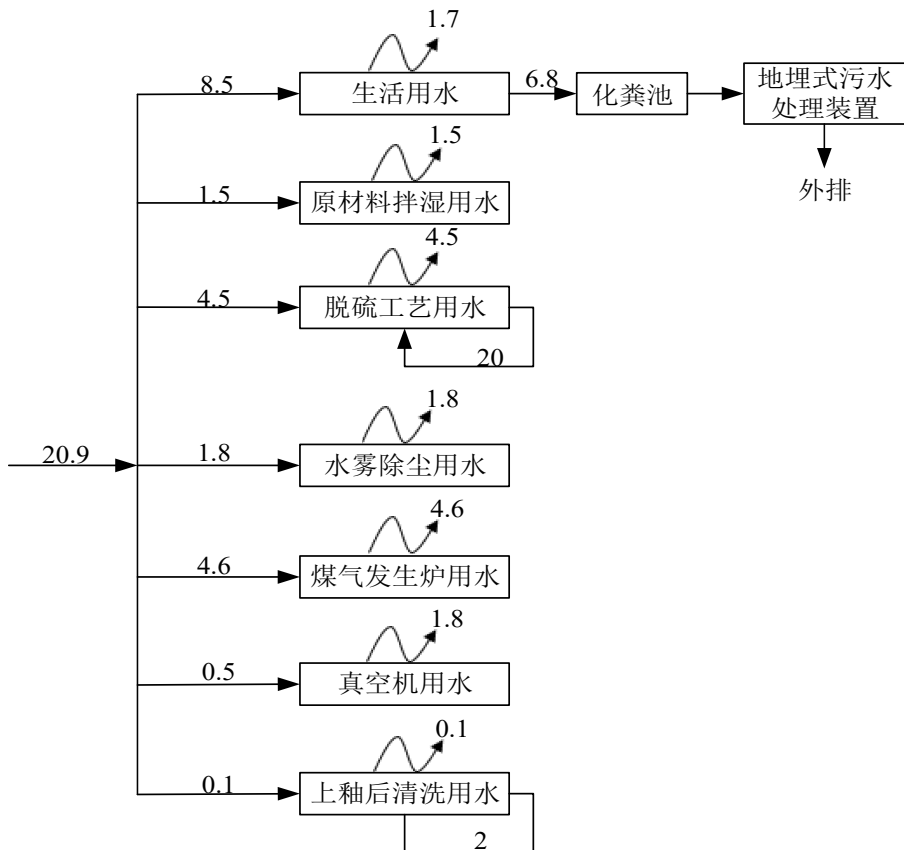 1.7
8.5
生活用水
6.8
化粪池
地埋式污水
处理装置
外排
1.5
1.5
原材料拌湿用水
4.5
4.5
脱硫工艺用水
20
1.8
20.9
1.8
水雾除尘用水
4.6
4.6
煤气发生炉用水
1.8
0.5
真空机用水
0.1
0.1
上釉后清洗用水
2